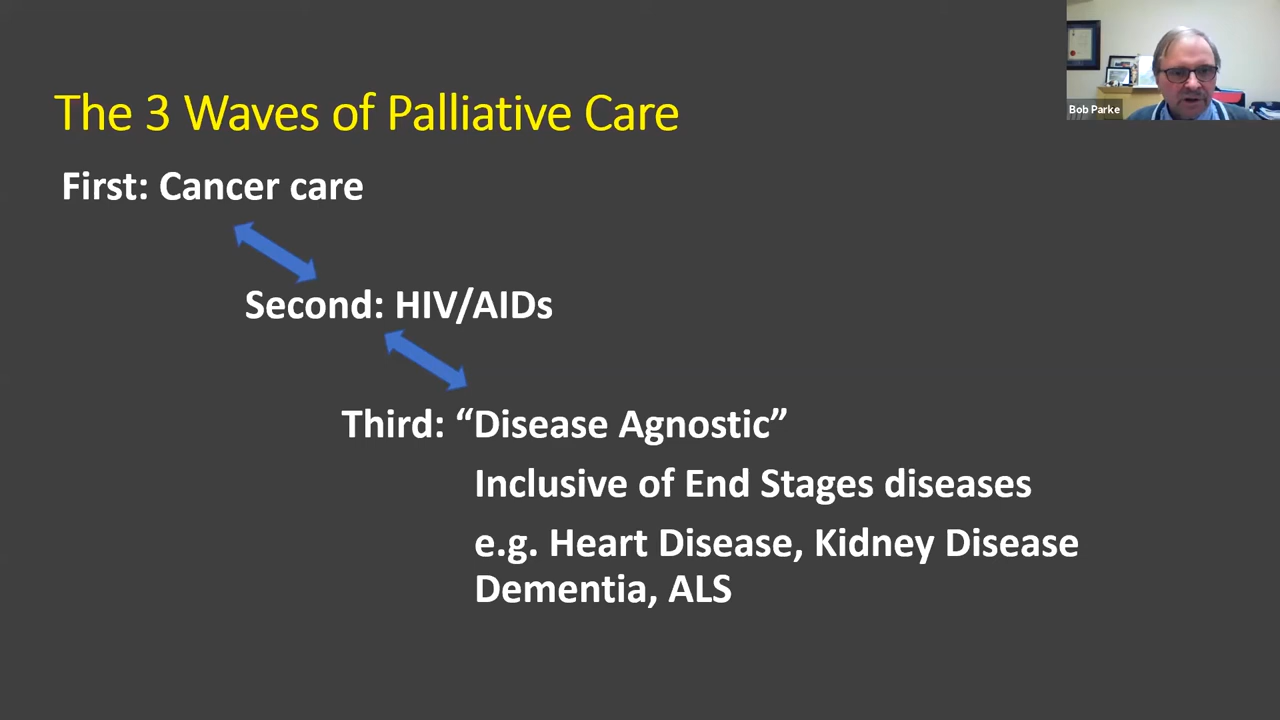 The 3 Waves of Palliative Care
Bob Parke
First: Cancer care
Second: HIV/AIDs
Third: “Disease Agnostic”
Inclusive of End Stages diseases
e.g. Heart Disease, Kidney Disease
Dementia, ALS